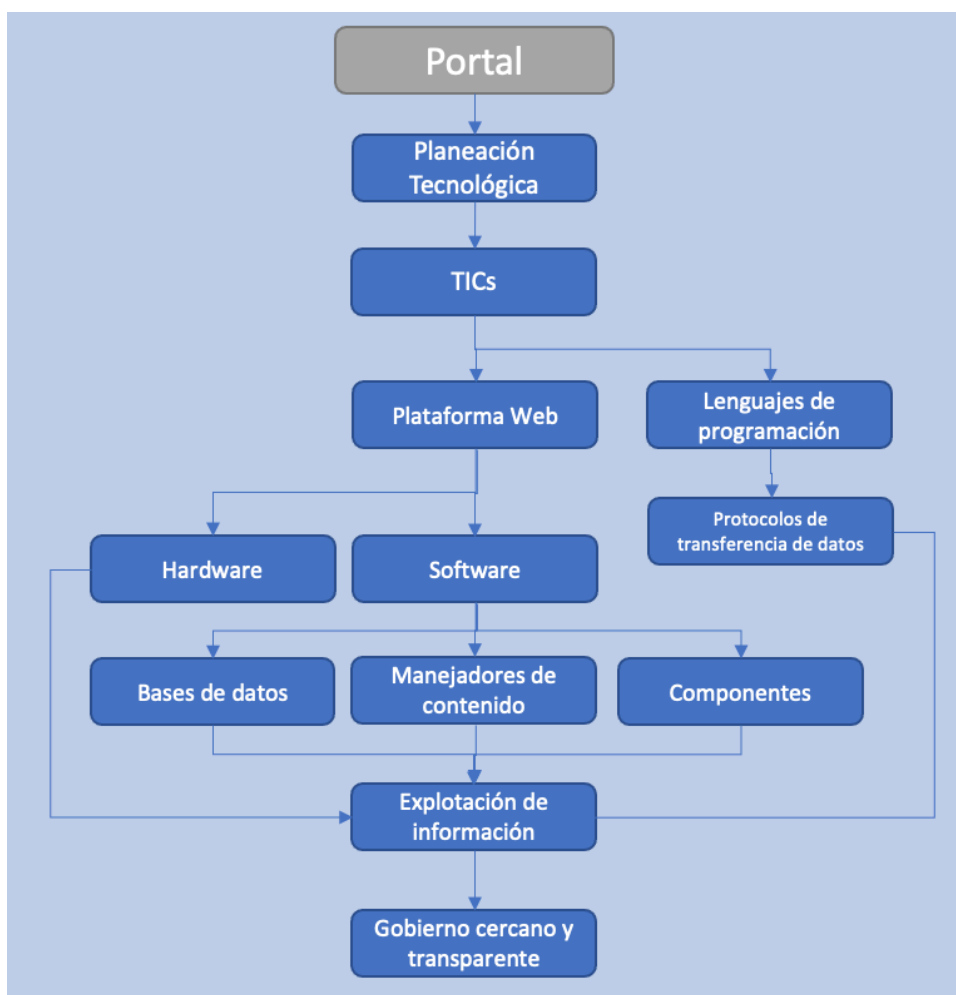 Portal
Planeación
Tecnológica
TICs
Plataforma Web
Lenguajes de
programación
Protocolos de
transferencia de datos
Hardware
Software
Bases de datos
Manejadores de
contenido
Componentes
Explotación de
información
Gobierno cercano y
transparente